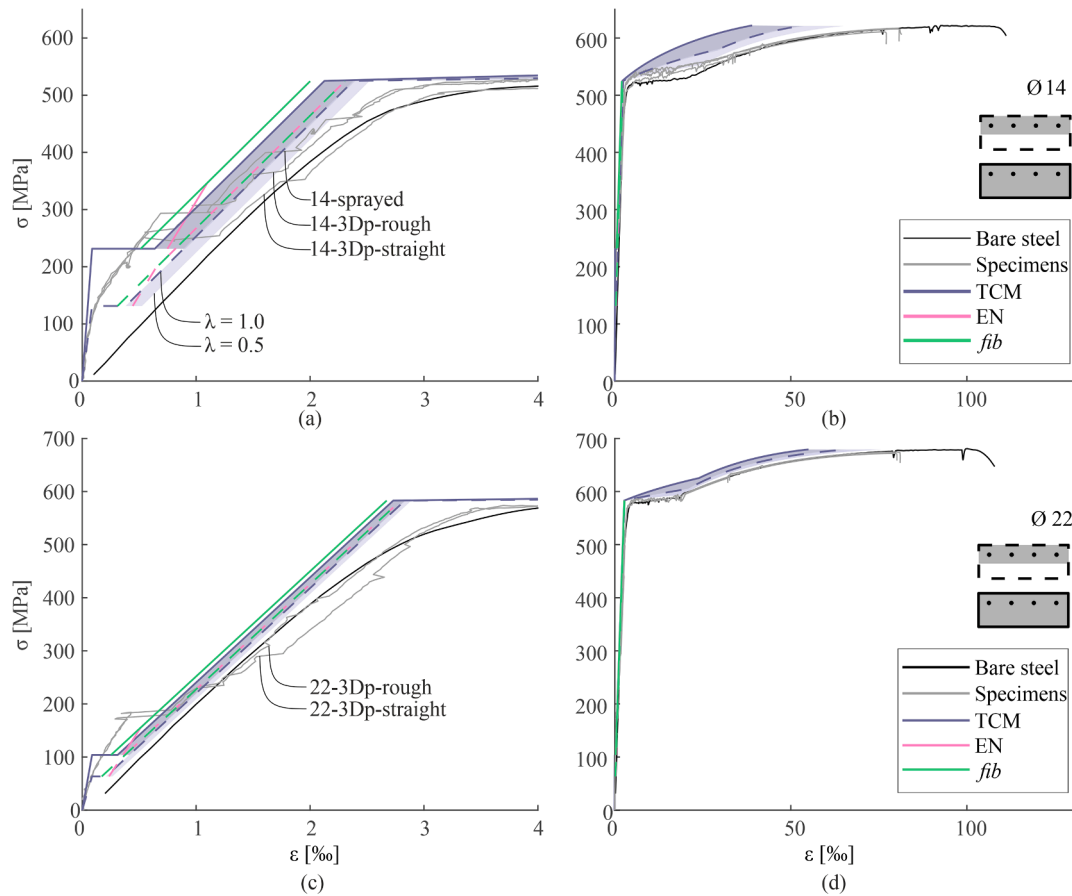 600
500
400
300
200
100
0
σ [MPa]
14-sprayed
14-3Dp-rough
14-3Dp-straight
λ = 1.0
λ = 0.5
0 1 2 3 4
(a)
600
500
400
300
200
100
0
σ [MPa]
Ø 14
Bare steel
Specimens
TCM
EN
fib
0 50 100
(b)
700
600
500
400
300
200
100
0
σ [MPa]
22-3Dp-rough
22-3Dp-straight
0 1 2 3 4
ε [‰]
(c)
700
600
500
400
300
200
100
0
σ [MPa]
Ø 22
Bare steel
Specimens
TCM
EN
fib
0 50 100
ε [‰]
(d)